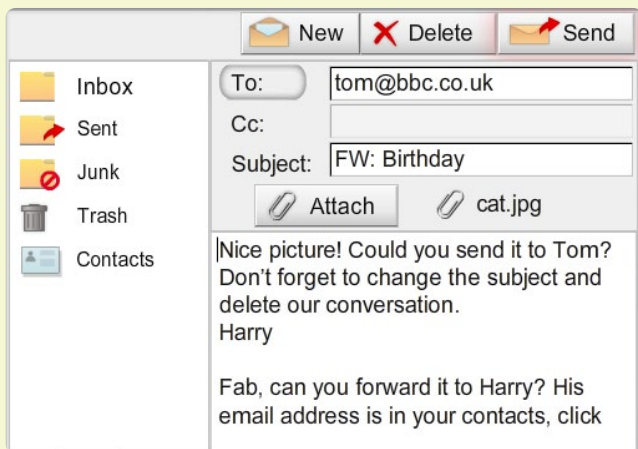 New Delete Send
Inbox
Sent
Junk
Trash
Contacts
To: tom@bbc.co.uk
Cc:
Subject: FW: Birthday
Attach cat.jpg
Nice picture! Could you send it to Tom?
Don't forget to change the subject and
delete our conversation.
Harry
Fab, can you forward it to Harry? His
email address is in your contacts, click